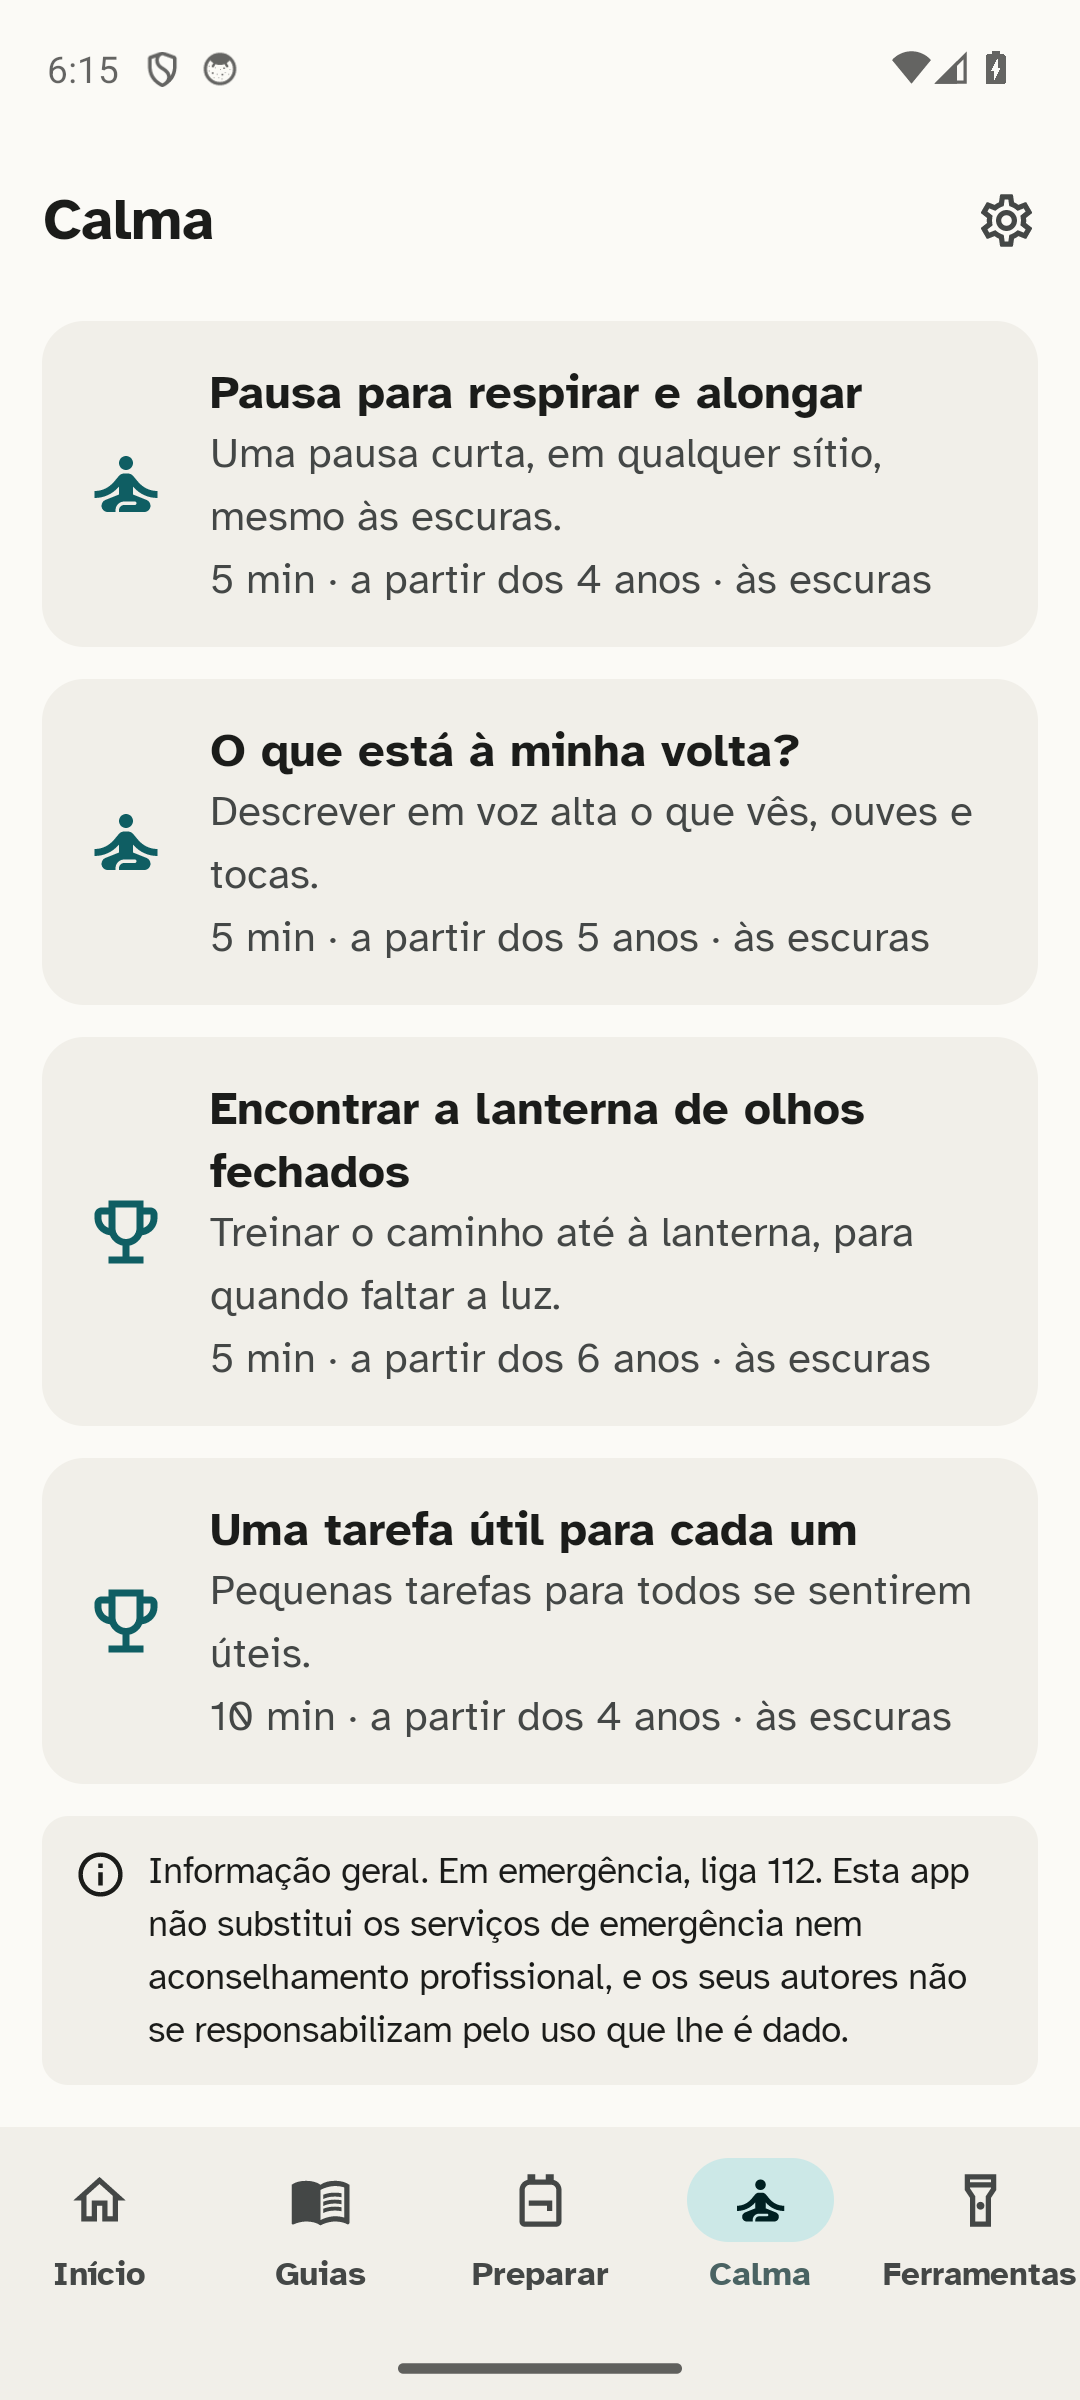 6:15
Calma
Pausa para respirar e alongar
Uma pausa curta, em qualquer sítio,
mesmo às escuras.
5 min · a partir dos 4 anos · às escuras
O que está à minha volta?
Descrever em voz alta o que vês, ouves e
tocas.
5 min · a partir dos 5 anos · às escuras
Encontrar a lanterna de olhos
fechados
Treinar o caminho até à lanterna, para
quando faltar a luz.
5 min · a partir dos 6 anos · às escuras
Uma tarefa útil para cada um
Pequenas tarefas para todos se sentirem
úteis.
10 min · a partir dos 4 anos · às escuras
Informação geral. Em emergência, liga 112. Esta app
não substitui os serviços de emergência nem
aconselhamento profissional, e os seus autores não
se responsabilizam pelo uso que lhe é dado.
Início
Guias
Preparar
Calma
Ferramentas